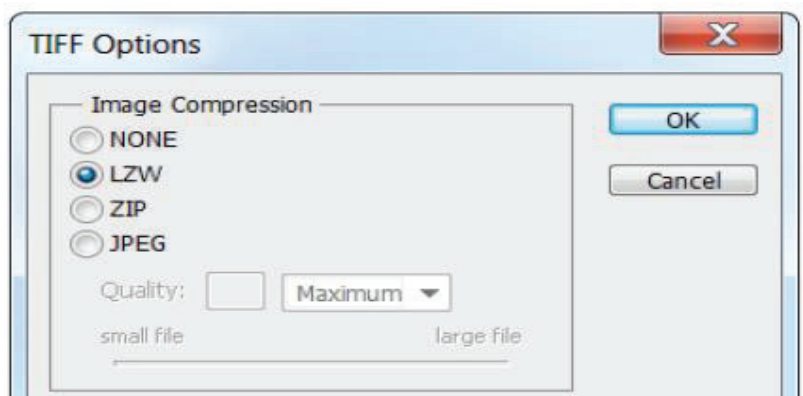 TIFF Options
Image Compression
NONE
LZW
ZIP
JPEG
Quality: Maximum
small file large file
OK
Cancel